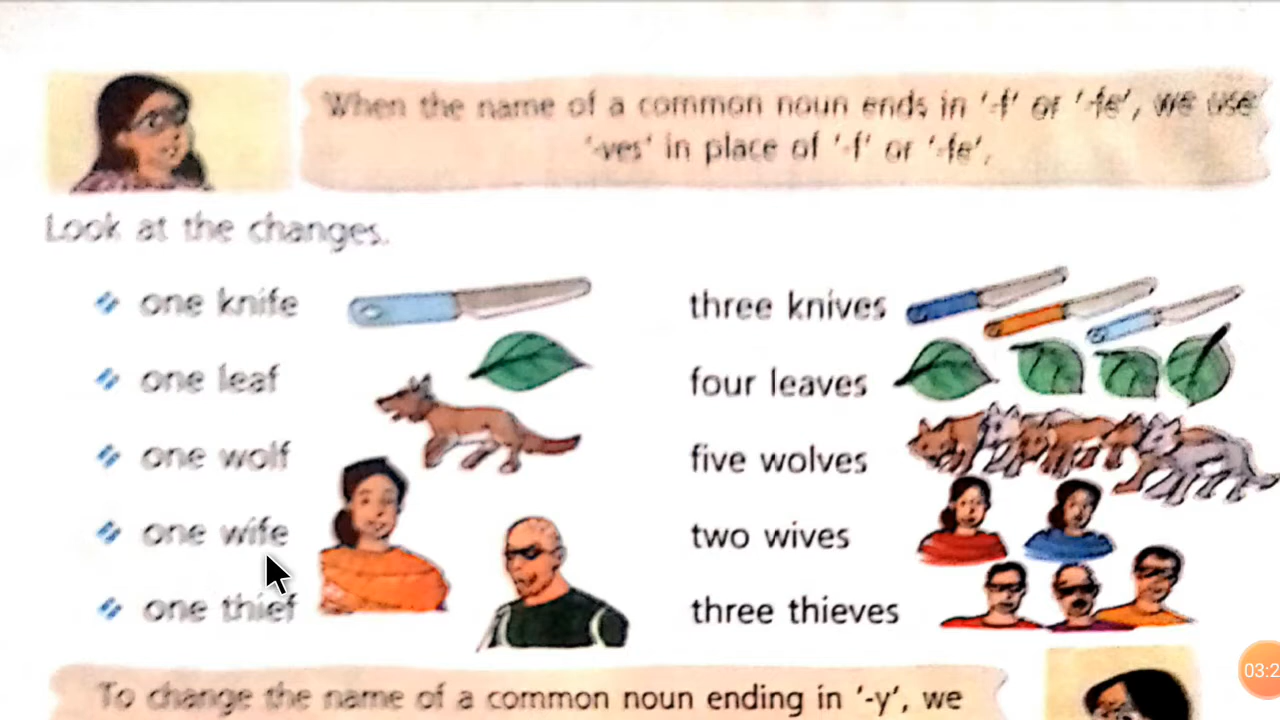 When the name of a common noun ends in '-f' or '-fe', we use
'-ves' in place of '-f' or '-fe'.
Look at the changes.
one knife
three knives
one leaf
four leaves
one wolf
five wolves
one wife
two wives
one thief
three thieves
03:2
To change the name of a common noun ending in '-y', we